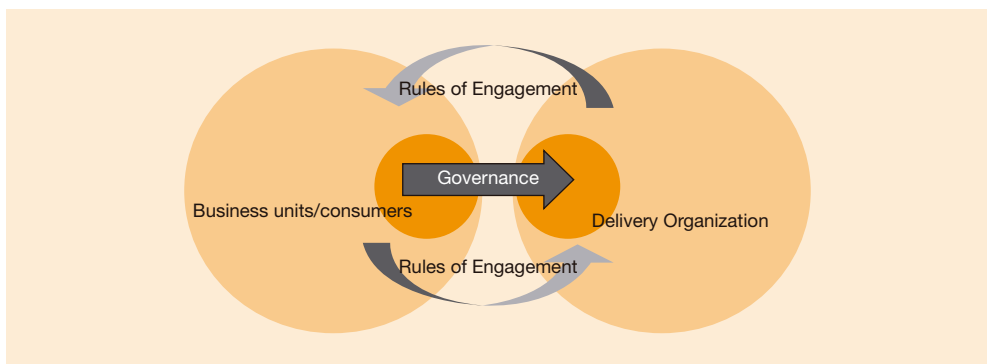 Rules of Engagement
Governance
Business units/consumers
Delivery Organization
Rules of Engagement